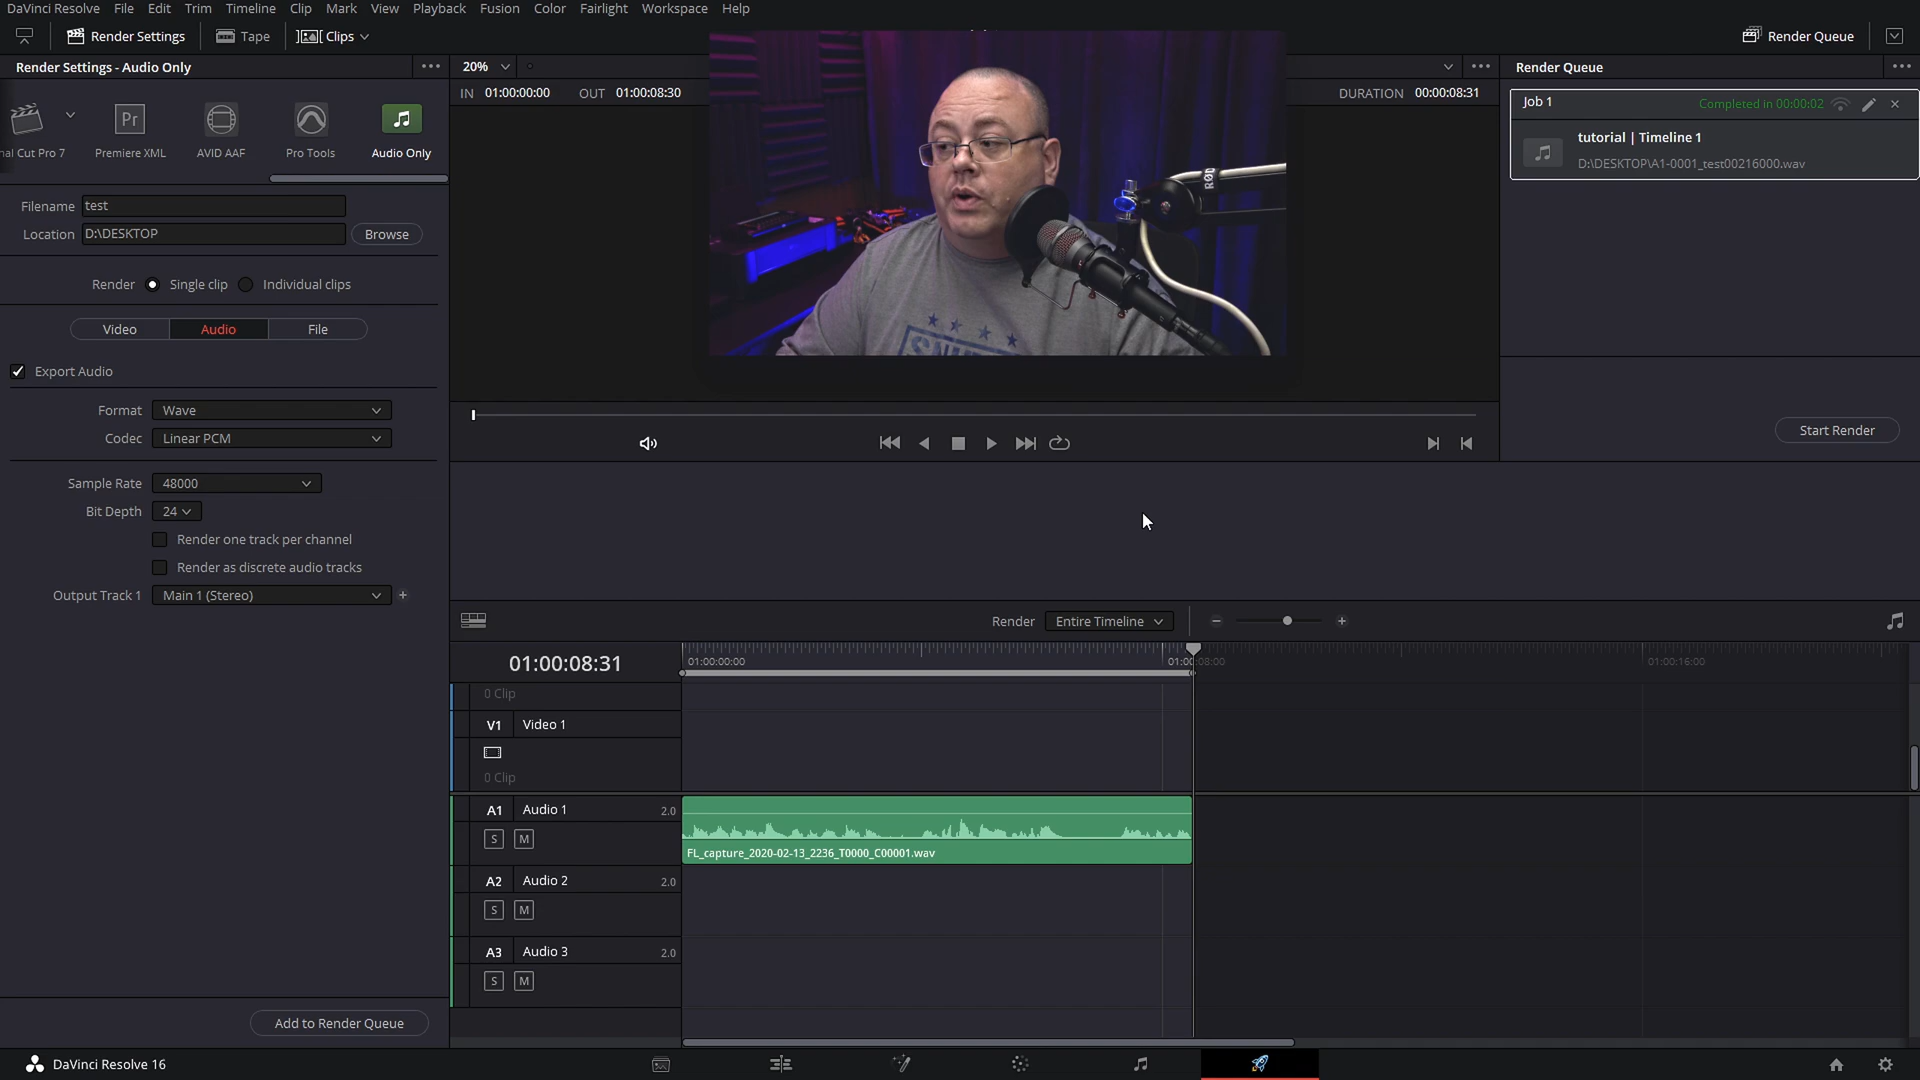 DaVinci Resolve File Edit Trim Timeline Clip Mark View Playback Fusion Color Fairlight Workspace Help
Render Settings Tape Clips Render Queue
Render Settings - Audio Only
20%
Render Queue
IN 01:00:00:00 OUT 01:00:08:30 DURATION 00:00:08:31
Job 1 Completed in 00:00:02
tutorial | Timeline 1
D:\DESKTOP\A1-0001_test00216000.wav
Pr
nal Cut Pro 7 Premiere XML AVID AAF Pro Tools Audio Only
RØD
Filename test
Location D:\DESKTOP Browse
Render Single clip Individual clips
Video Audio File
Export Audio
Format Wave
Codec Linear PCM
Start Render
Sample Rate 48000
Bit Depth 24
Render one track per channel
Render as discrete audio tracks
Output Track 1 Main 1 (Stereo)
Render Entire Timeline
01:00:08:31
01:00:00:00 01:00:08:00 01:00:16:00
0 Clip
V1 Video 1
0 Clip
A1 Audio 1 2.0
S M
FL_capture_2020-02-13_2236_T0000_C00001.wav
A2 Audio 2 2.0
S M
A3 Audio 3 2.0
S M
Add to Render Queue
DaVinci Resolve 16